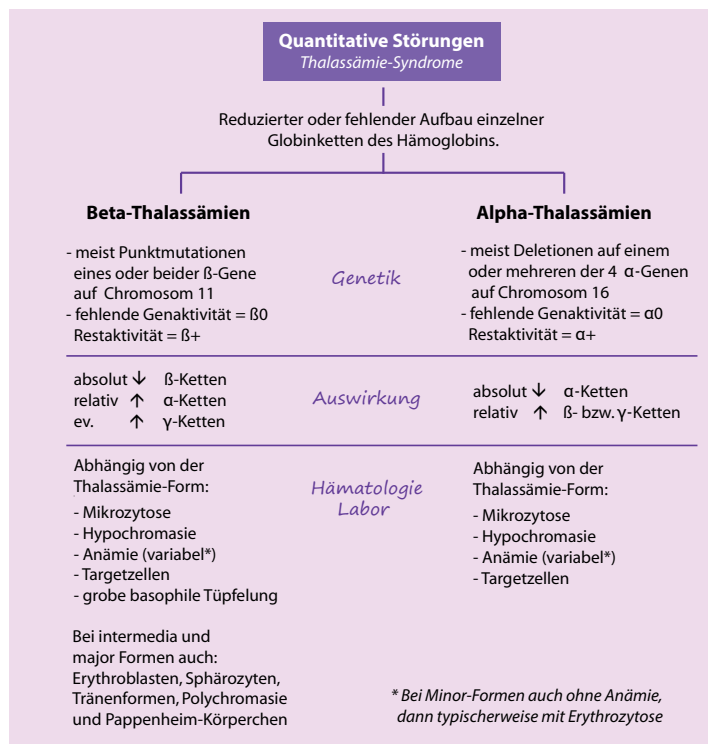 Quantitative Störungen
Thalassämie-Syndrome
Reduzierter oder fehlender Aufbau einzelner
Globinketten des Hämoglobins.
Beta-Thalassämien
- meist Punktmutationen
eines oder beider ß-Gene
auf Chromosom 11
- fehlende Genaktivität = ß0
Restaktivität = ß+
Genetik
Alpha-Thalassämien
- meist Deletionen auf einem
oder mehreren der 4 α-Genen
auf Chromosom 16
- fehlende Genaktivität = α0
Restaktivität = α+
absolut ↓ ß-Ketten
relativ ↑ α-Ketten
ev. ↑ γ-Ketten
Auswirkung
absolut ↓ α-Ketten
relativ ↑ ß- bzw. γ-Ketten
Abhängig von der
Thalassämie-Form:
- Mikrozytose
- Hypochromasie
- Anämie (variabel*)
- Targetzellen
- grobe basophile Tüpfelung
Bei intermedia und
major Formen auch:
Erythroblasten, Sphärozyten,
Tränenformen, Polychromasie
und Pappenheim-Körperchen
Hämatologie
Labor
Abhängig von der
Thalassämie-Form:
- Mikrozytose
- Hypochromasie
- Anämie (variabel*)
- Targetzellen
* Bei Minor-Formen auch ohne Anämie,
dann typischerweise mit Erythrozytose